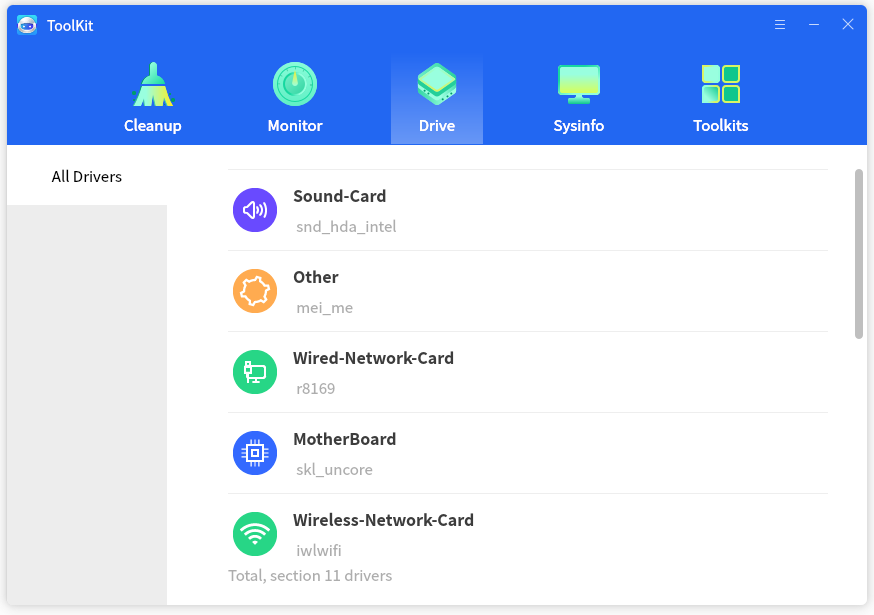 ToolKit
Cleanup
Monitor
Drive
Sysinfo
Toolkits
All Drivers
Sound-Card
snd_hda_intel
Other
mei_me
Wired-Network-Card
r8169
MotherBoard
skl_uncore
Wireless-Network-Card
iwlwifi
Total, section 11 drivers